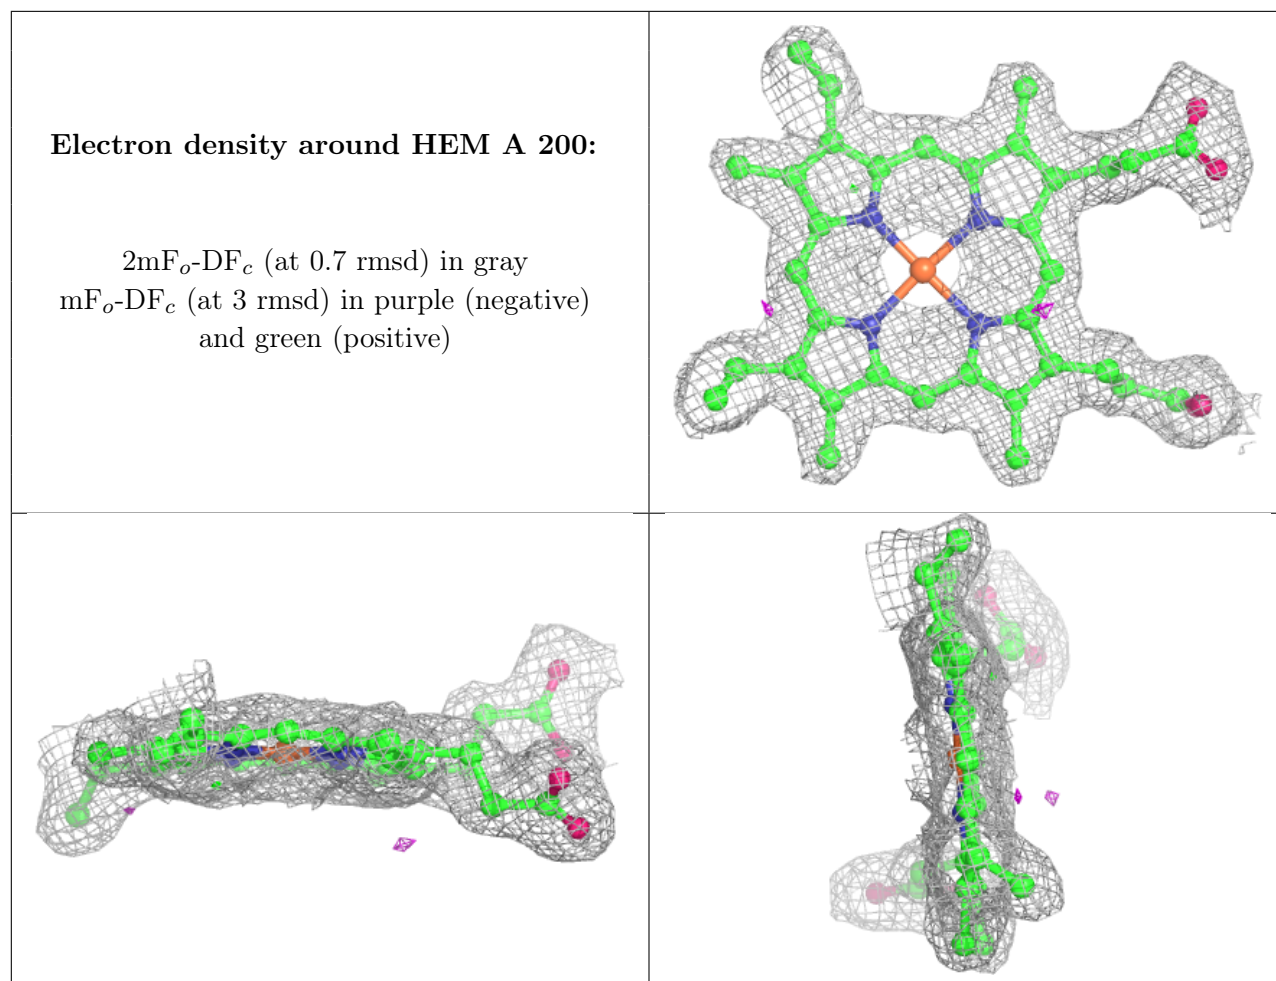 Electron density around HEM A 200:
2mFₒ-DF𝒸 (at 0.7 rmsd) in gray
mFₒ-DF𝒸 (at 3 rmsd) in purple (negative)
and green (positive)